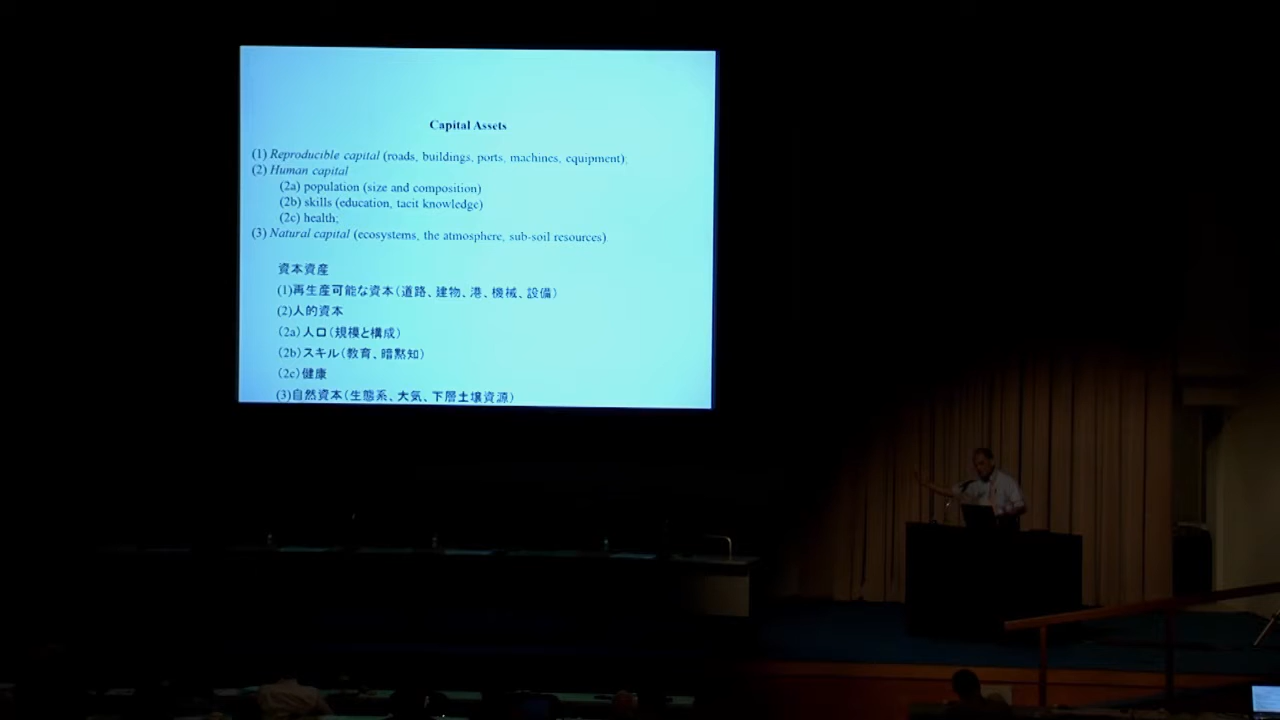 Capital Assets
(1) Reproducible capital (roads, buildings, ports, machines, equipment);
(2) Human capital
(2a) population (size and composition)
(2b) skills (education, tacit knowledge)
(2c) health;
(3) Natural capital (ecosystems, the atmosphere, sub-soil resources)
資本資産
(1)再生産可能な資本(道路、建物、港、機械、設備)
(2)人的資本
(2a)人口(規模と構成)
(2b)スキル(教育、暗黙知)
(2c)健康
(3)自然資本(生態系、大気、下層土壌資源)